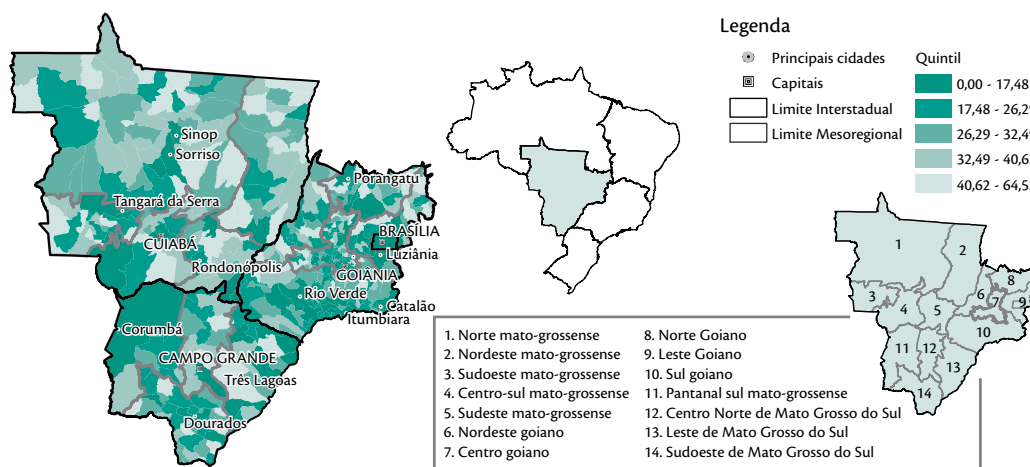 Legenda
Principais cidades
Capitais
Limite Interstadual
Limite Mesoregional
Quintil
0,00 - 17,48
17,48 - 26,29
26,29 - 32,49
32,49 - 40,6
40,62 - 64,5
Sinop
Sorriso
Porangatu
Tangará da Serra
BRASÍLIA
CUIABÁ
Luziânia
Rondonópolis
GOIÂNIA
Rio Verde
Catalão
Itumbiara
Corumbá
CAMPO GRANDE
Três Lagoas
Dourados
1
2
8
3
6
7
9
4
5
10
11
12
13
14
1. Norte mato-grossense
2. Nordeste mato-grossense
3. Sudoeste mato-grossense
4. Centro-sul mato-grossense
5. Sudeste mato-grossense
6. Nordeste goiano
7. Centro goiano
8. Norte Goiano
9. Leste Goiano
10. Sul goiano
11. Pantanal sul mato-grossense
12. Centro Norte de Mato Grosso do Sul
13. Leste de Mato Grosso do Sul
14. Sudoeste de Mato Grosso do Sul